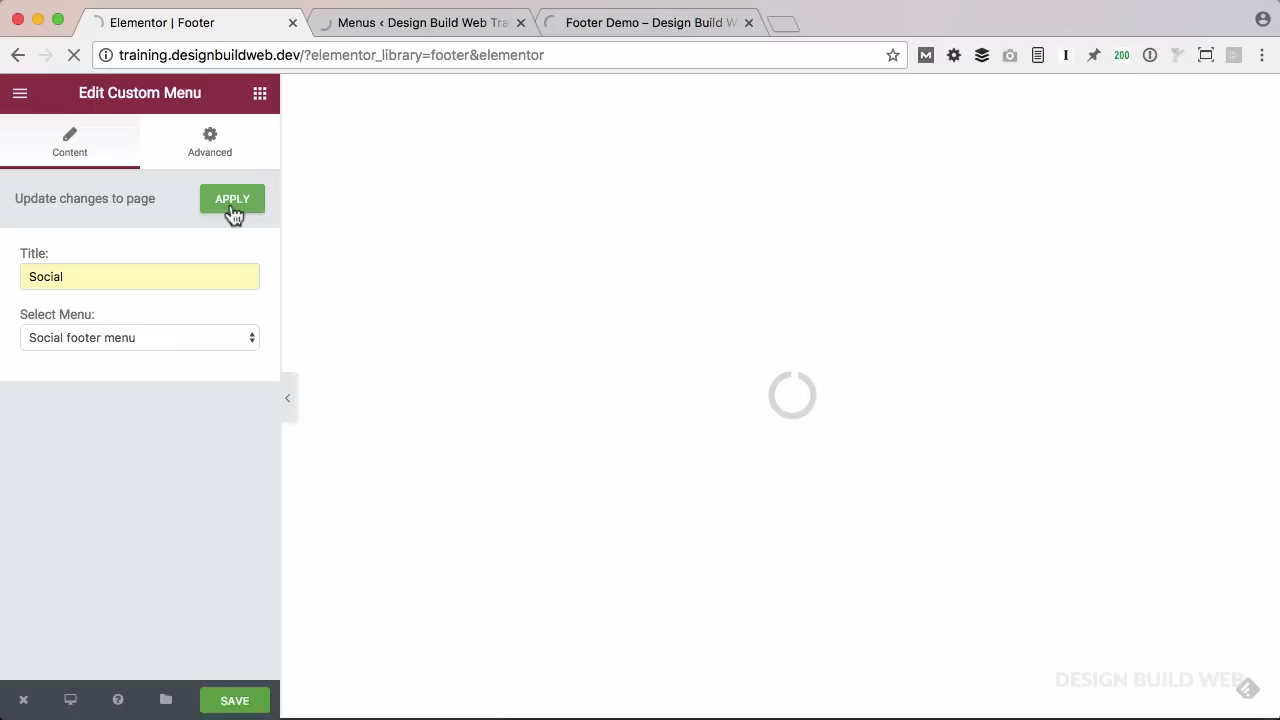 Elementor | Footer
Menus ‹ Design Build Web Tra
Footer Demo – Design Build W
training.designbuildweb.dev/?elementor_library=footer&elementor
M
I
200
Y
Edit Custom Menu
Content
Advanced
Update changes to page
APPLY
Title:
Social
Select Menu:
Social footer menu
SAVE
DESIGN BUILD WEB